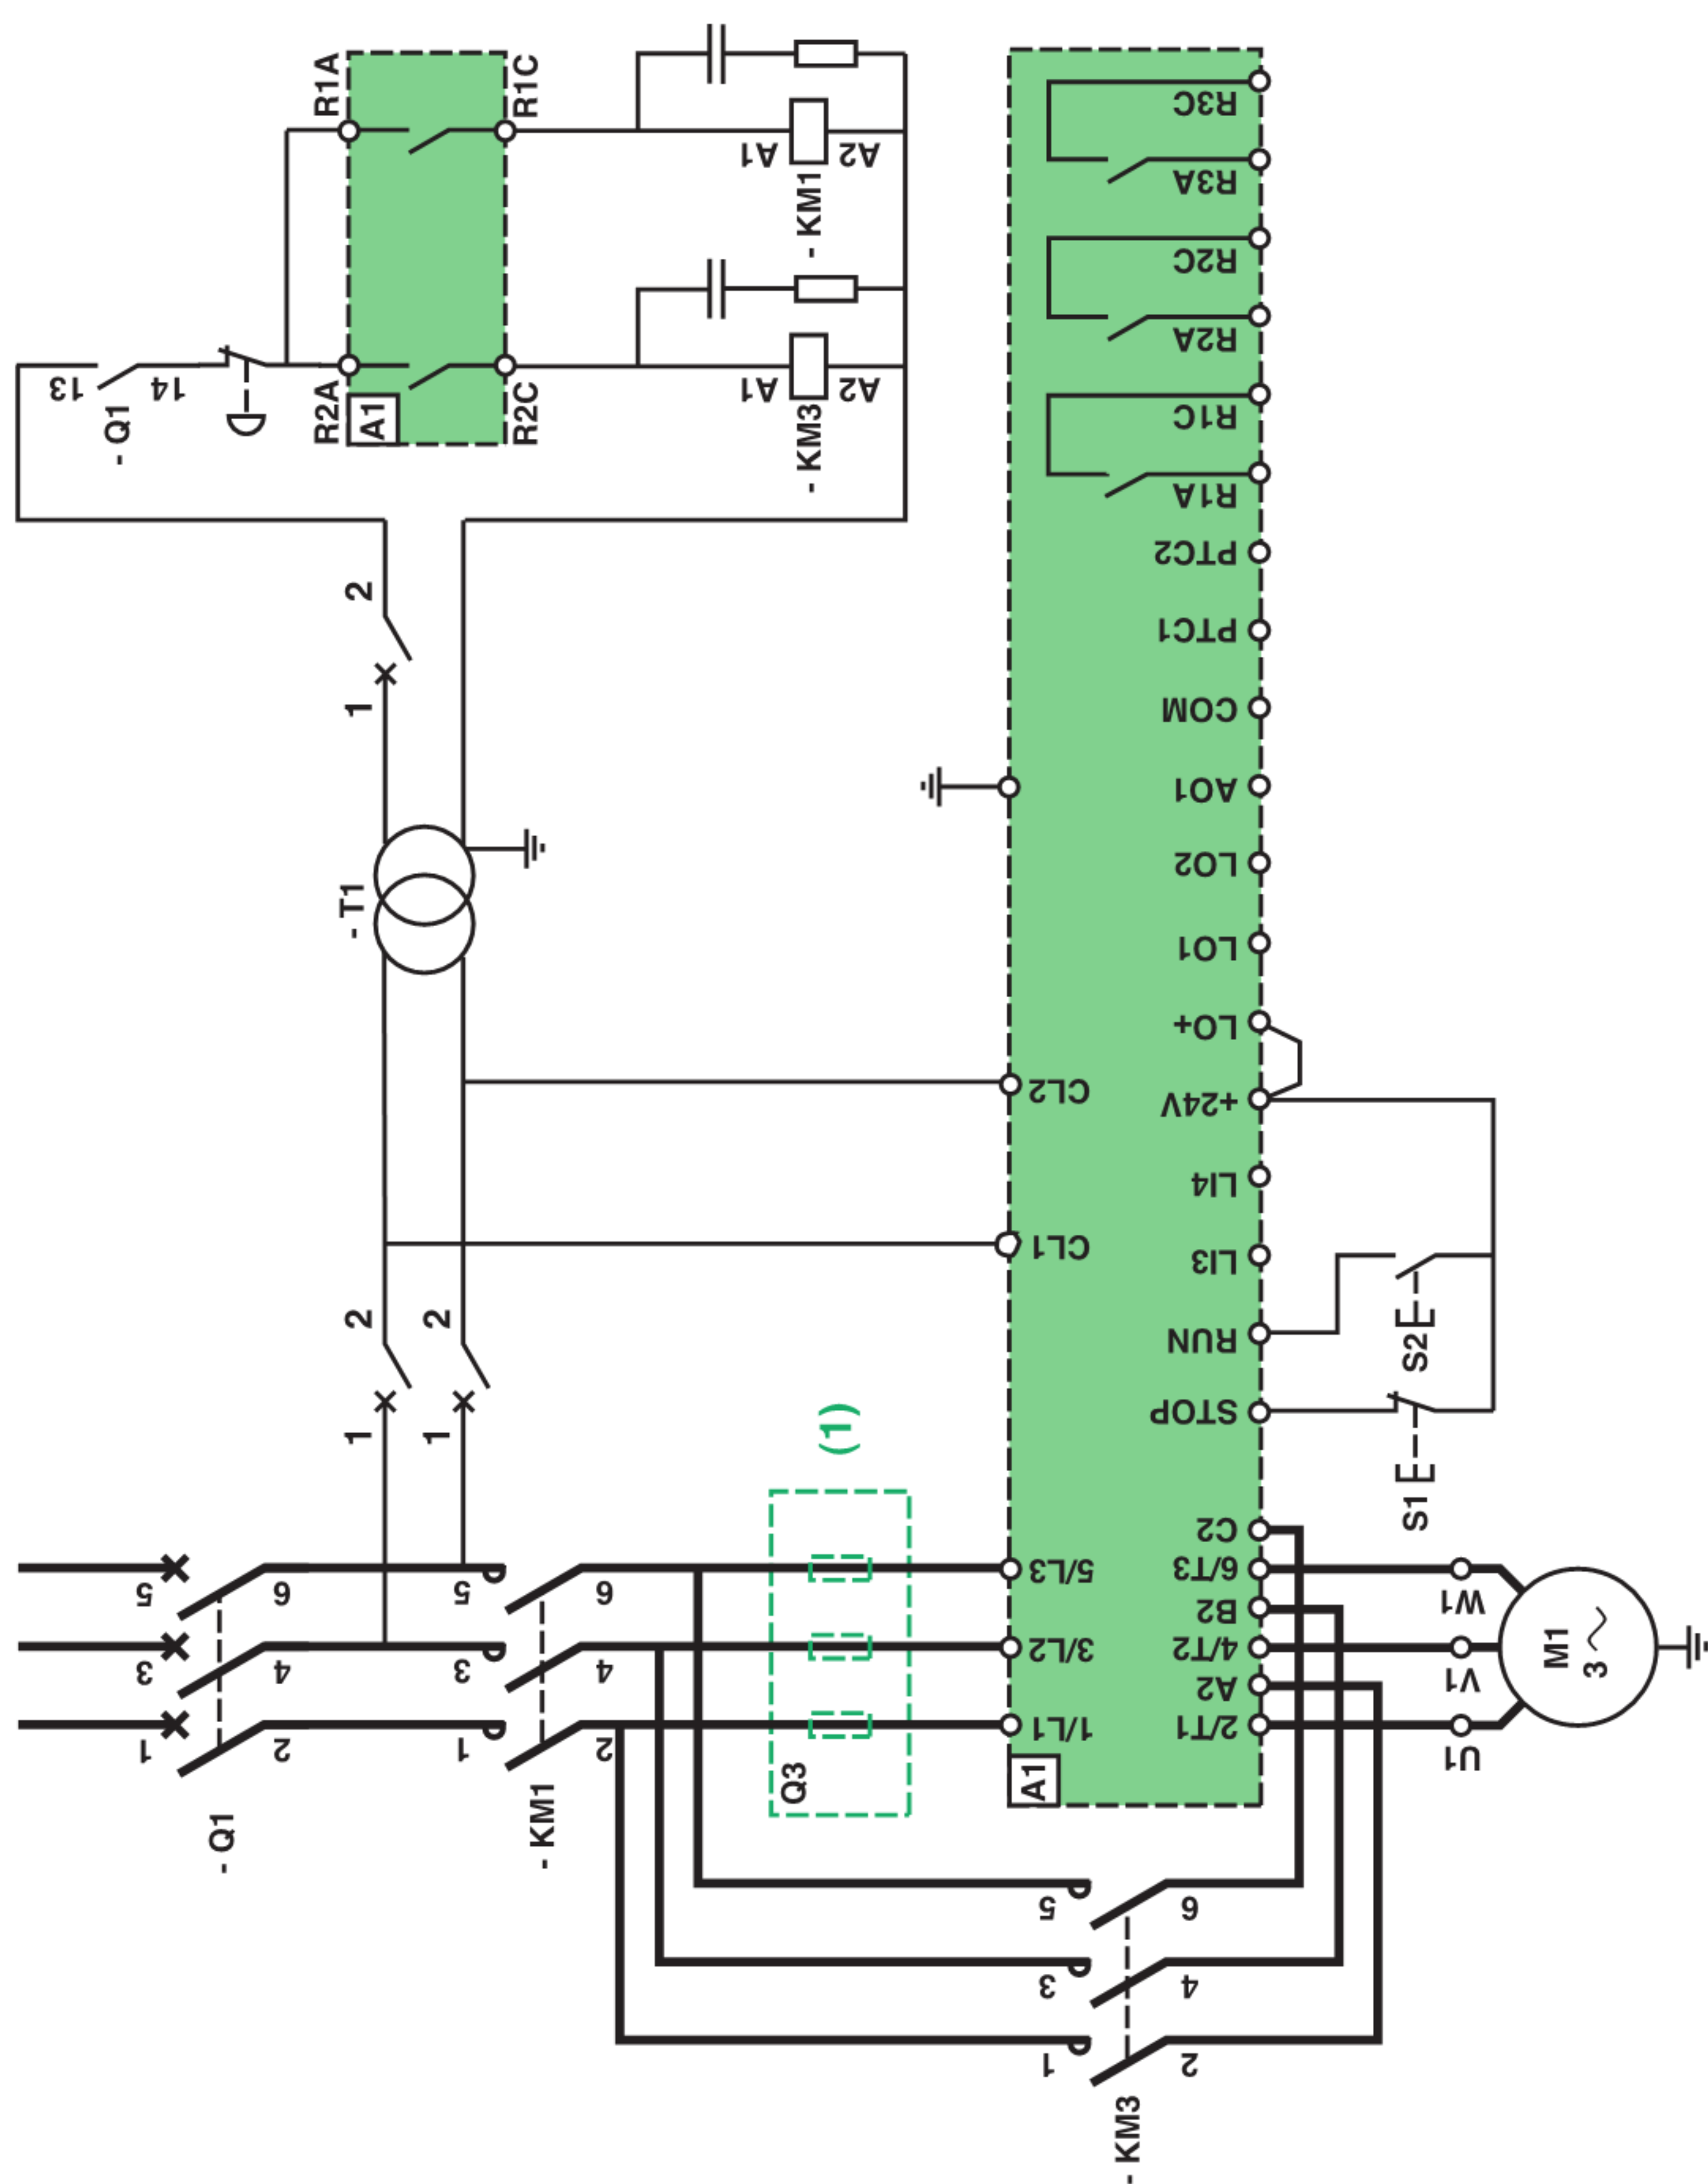 R1A
R1C
A1
A2
- KM1
13
14
- Q1
R2A
A1
R2C
A1
A2
- KM3
2
1
- T1
R3C
R3A
R2C
R2A
R1C
R1A
PTC2
PTC1
COM
AO1
LO2
LO1
LO+
+24V
LI4
LI3
RUN
STOP
CL2
CL1
2
2
1
1
S2
S1
(1)
5
6
5
6
5/L3
3
4
3
4
3/L2
1
2
1
2
1/L1
- Q1
- KM1
Q3
A1
C2
6/T3
B2
4/T2
A2
2/T1
W1
V1
U1
M1
3 ~
5
6
3
4
1
2
- KM3